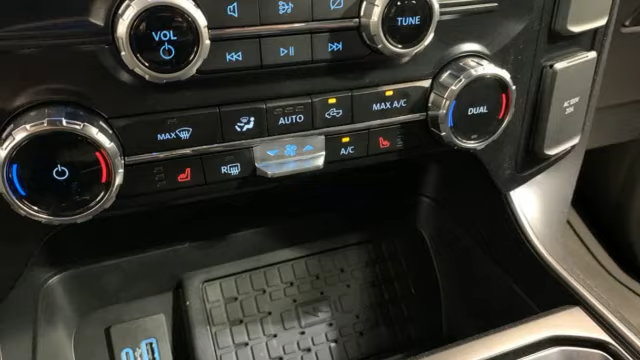 VOL
TUNE
MAX
AUTO
MAX A/C
DUAL
R
A/C